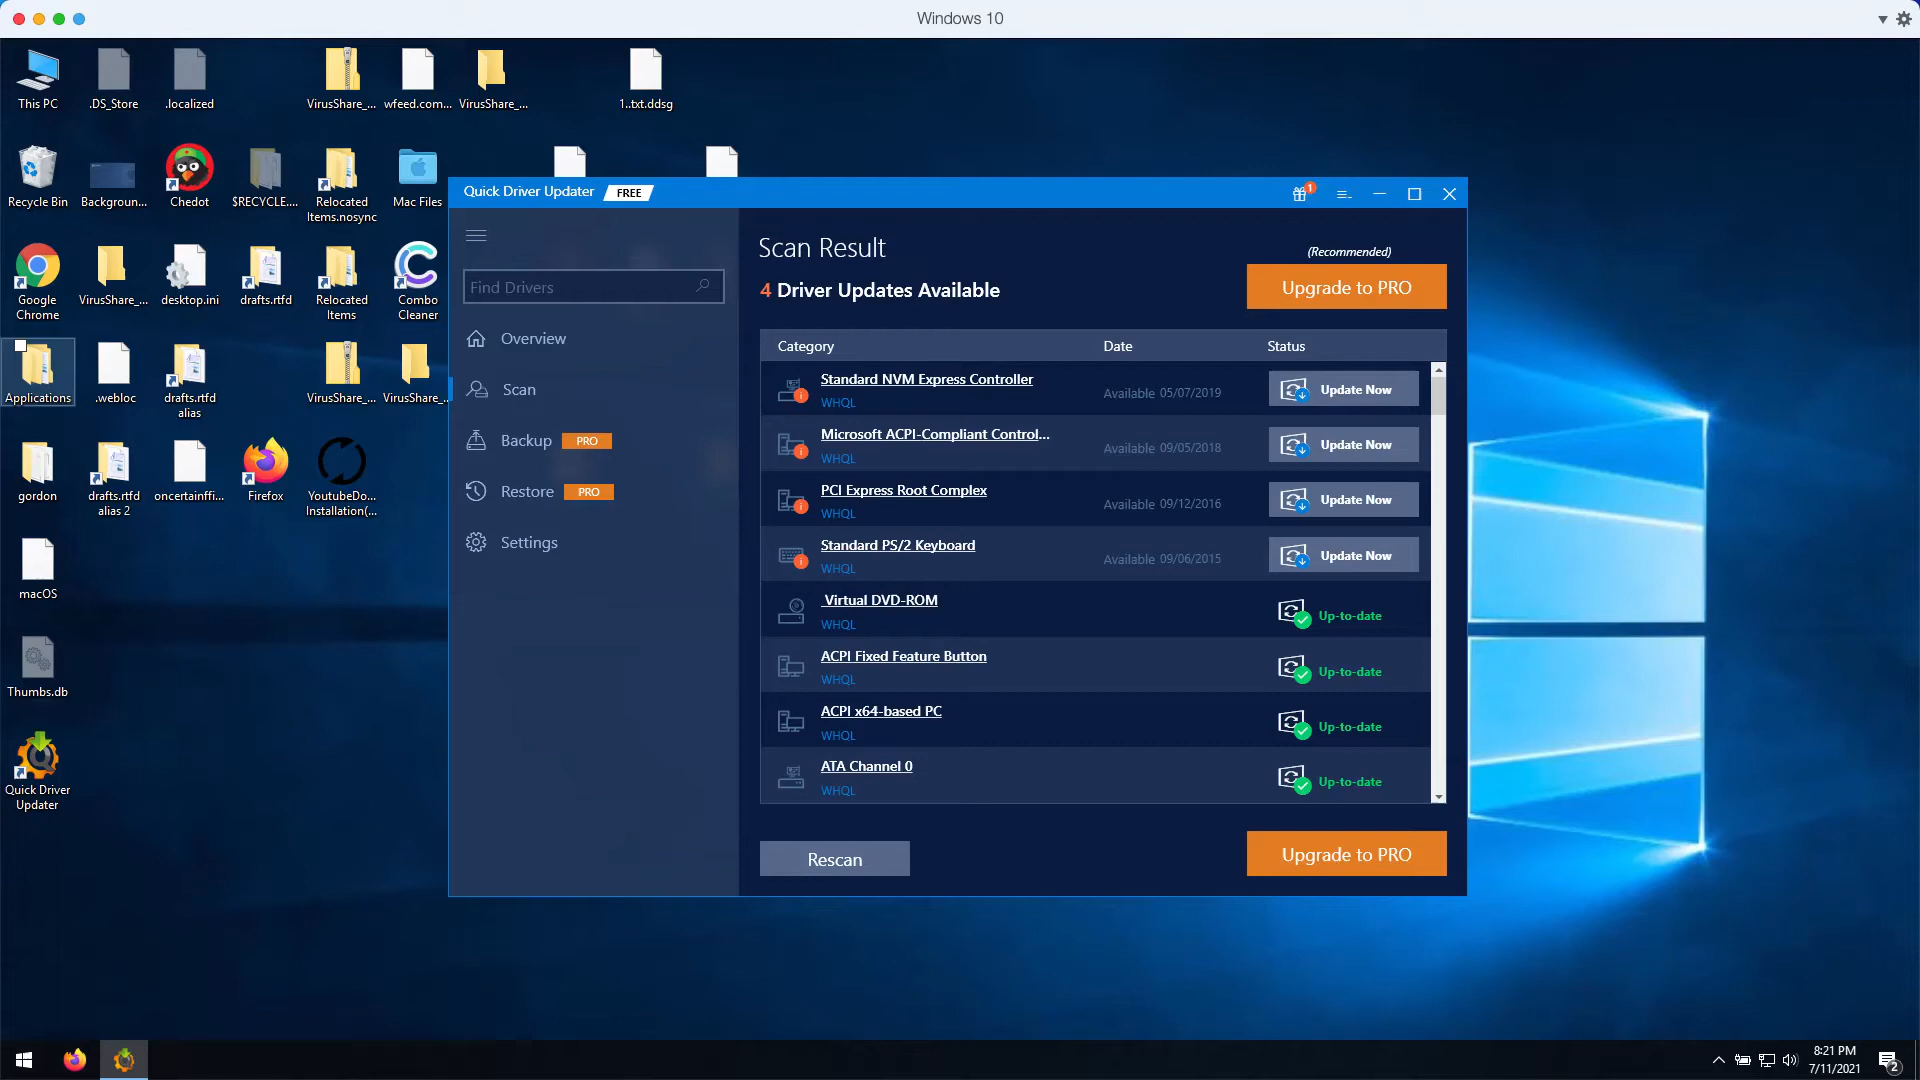 Windows 10
This PC
.DS_Store
.localized
VirusShare_...
wfeed.com...
VirusShare_...
1..txt.ddsg
Recycle Bin
Backgroun...
Chedot
$RECYCLE....
Relocated
Items.nosync
Mac Files
Google
Chrome
VirusShare_...
desktop.ini
drafts.rtfd
Relocated
Items
Combo
Cleaner
Applications
.webloc
drafts.rtfd
alias
VirusShare_...
VirusShare_...
gordon
drafts.rtfd
alias 2
oncertainffi...
Firefox
YoutubeDo...
Installation(...
macOS
Thumbs.db
Quick Driver
Updater
Quick Driver Updater FREE
1
Find Drivers
Overview
Scan
Backup PRO
Restore PRO
Settings
Scan Result
4 Driver Updates Available
(Recommended)
Upgrade to PRO
Category Date Status
Standard NVM Express Controller
WHQL
Available 05/07/2019
Update Now
Microsoft ACPI-Compliant Control...
WHQL
Available 09/05/2018
Update Now
PCI Express Root Complex
WHQL
Available 09/12/2016
Update Now
Standard PS/2 Keyboard
WHQL
Available 09/06/2015
Update Now
Virtual DVD-ROM
WHQL
Up-to-date
ACPI Fixed Feature Button
WHQL
Up-to-date
ACPI x64-based PC
WHQL
Up-to-date
ATA Channel 0
WHQL
Up-to-date
Rescan
Upgrade to PRO
8:21 PM
7/11/2021
2